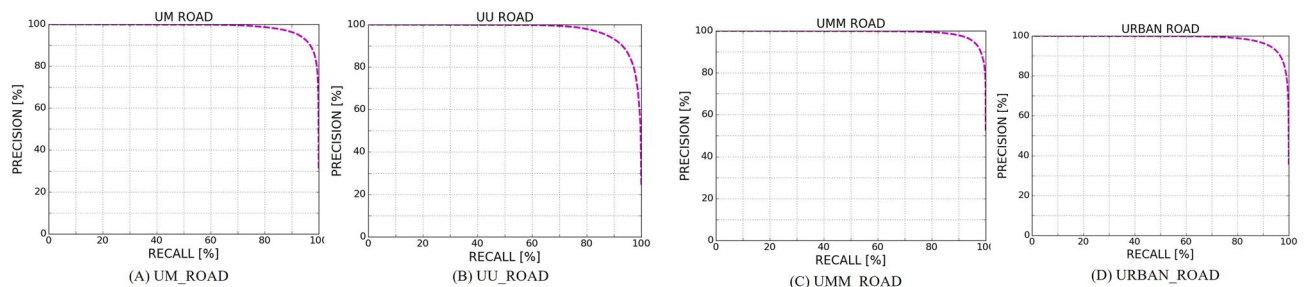 UM ROAD
100
80
60
40
20
0
PRECISION [%]
0 20 40 60 80 100
RECALL [%]
(A) UM_ROAD
UU ROAD
100
80
60
40
20
0
PRECISION [%]
0 20 40 60 80 100
RECALL [%]
(B) UU_ROAD
UMM ROAD
100
80
60
40
20
0
PRECISION [%]
0 20 40 60 80 100
RECALL [%]
(C) UMM_ROAD
URBAN ROAD
100
80
60
40
20
0
PRECISION [%]
0 20 40 60 80 100
RECALL [%]
(D) URBAN_ROAD